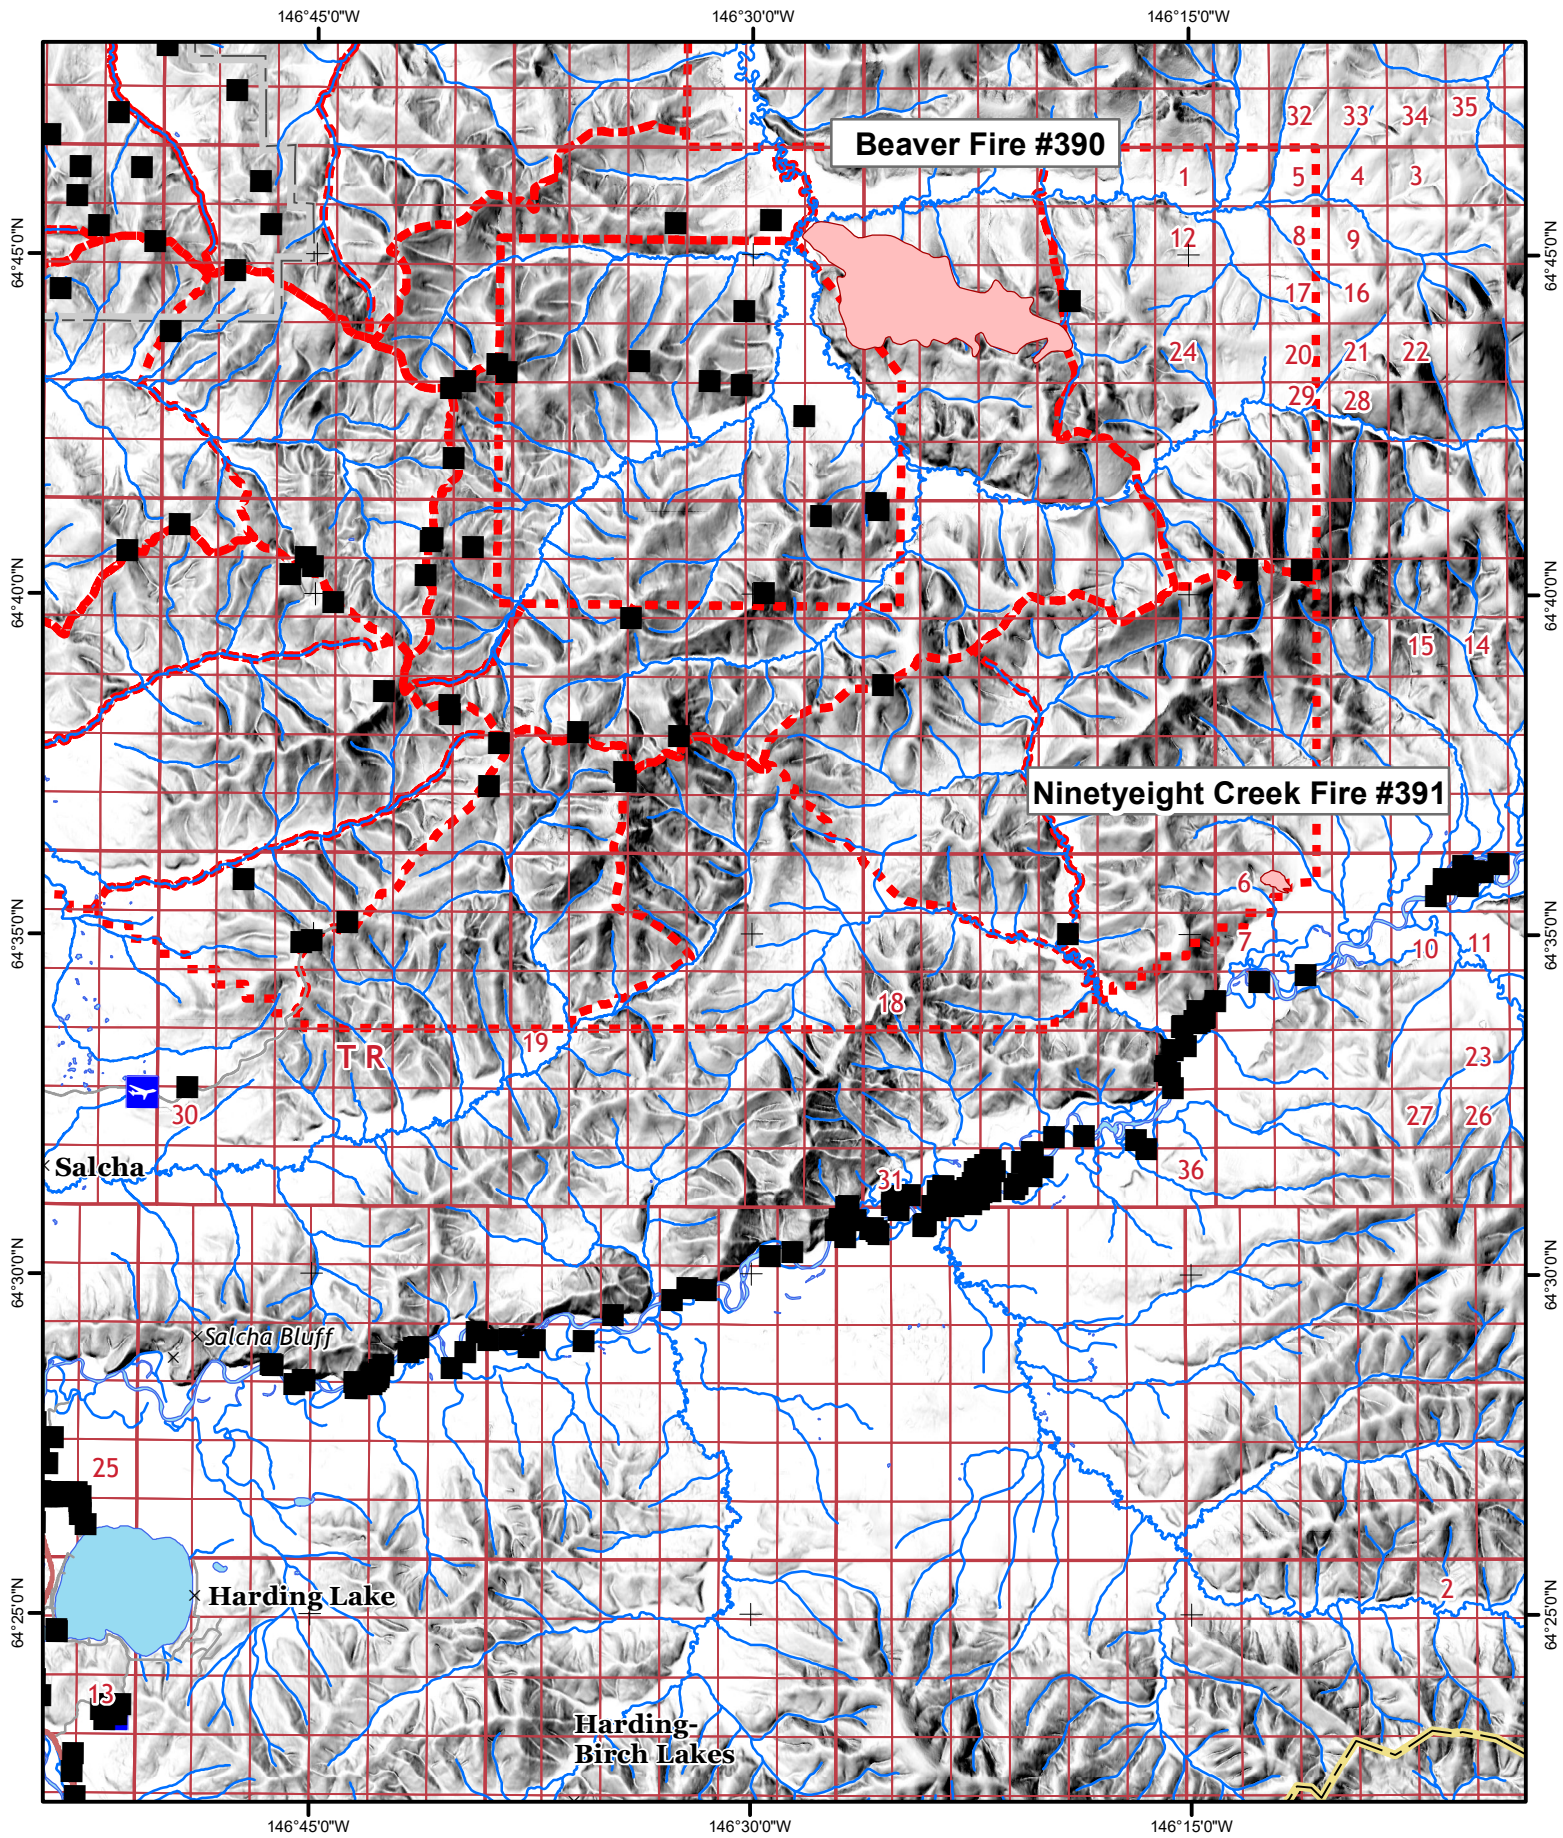 146°45'0"W
146°30'0"W
146°15'0"W
32
33
34
35
Beaver Fire #390
1
5
4
3
12
8
9
64°45'0"N
64°45'0"N
17
16
24
20
21
22
29
28
64°40'0"N
64°40'0"N
15
14
Ninetyeight Creek Fire #391
6
64°35'0"N
7
10
11
64°35'0"N
18
19
T R
23
30
27
26
Salcha
36
31
64°30'0"N
64°30'0"N
Salcha Bluff
25
Harding Lake
2
64°25'0"N
64°25'0"N
13
Harding-
Birch Lakes
146°45'0"W
146°30'0"W
146°15'0"W